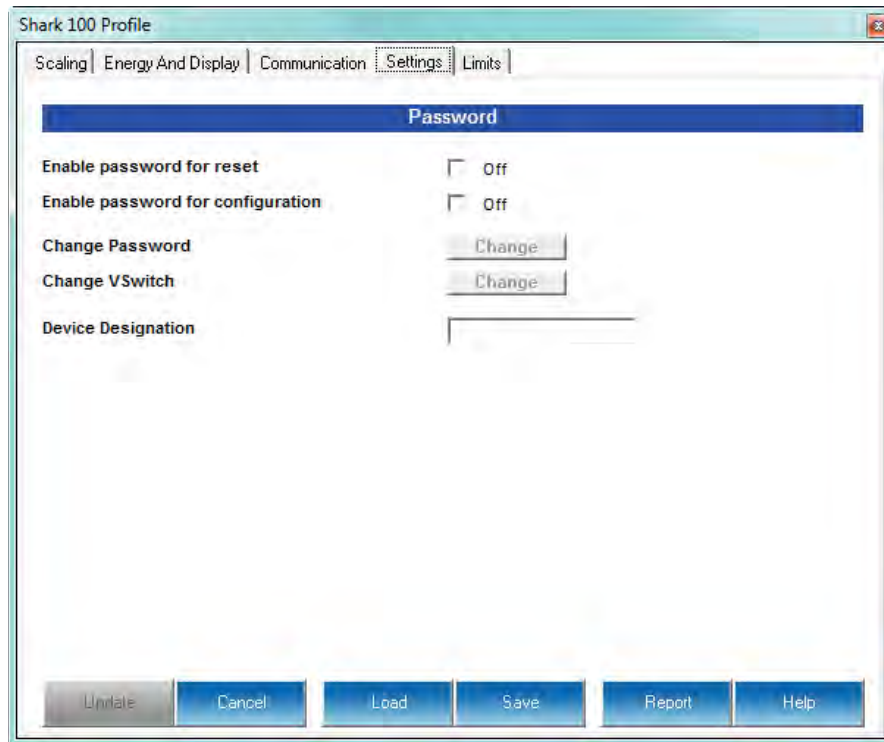 Shark 100 Profile
Scaling Energy And Display Communication Settings Limits
Password
Enable password for reset Off
Enable password for configuration Off
Change Password Change
Change VSwitch Change
Device Designation
Update Cancel Load Save Report Help